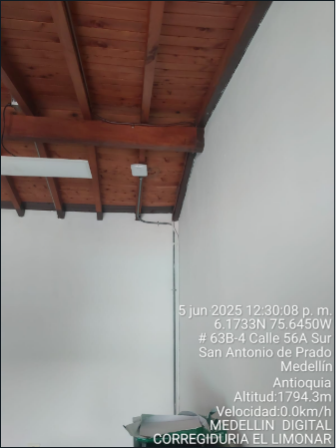 5 jun 2025 12:30:08 p. m.
6.1733N 75.6450W
# 63B-4 Calle 56A Sur
San Antonio de Prado
Medellín
Antioquia
Altitud:1794.3m
Velocidad:0.0km/h
MEDELLIN DIGITAL
CORREGIDURIA EL LIMONAR